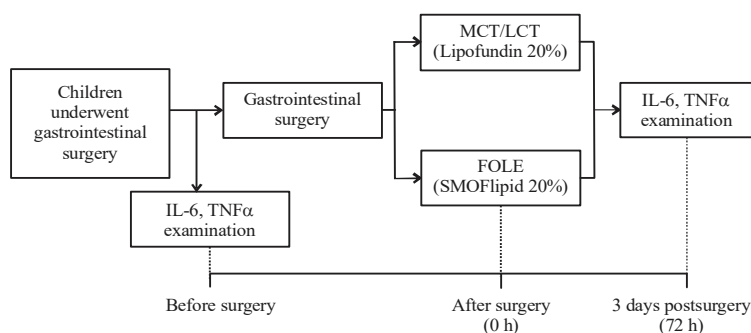 Children
underwent
gastrointestinal
surgery
IL-6, TNFα
examination
Gastrointestinal
surgery
MCT/LCT
(Lipofundin 20%)
FOLE
(SMOFlipid 20%)
IL-6, TNFα
examination
Before surgery
After surgery
(0 h)
3 days postsurgery
(72 h)